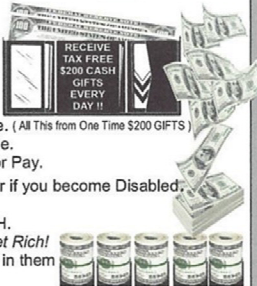 RECEIVE
TAX FREE
$200 CASH
GIFTS
EVERY
DAY !!
e. ( All This from One Time $200 GIFTS )
e.
or Pay.
r if you become Disabled.
H.
et Rich!
in them